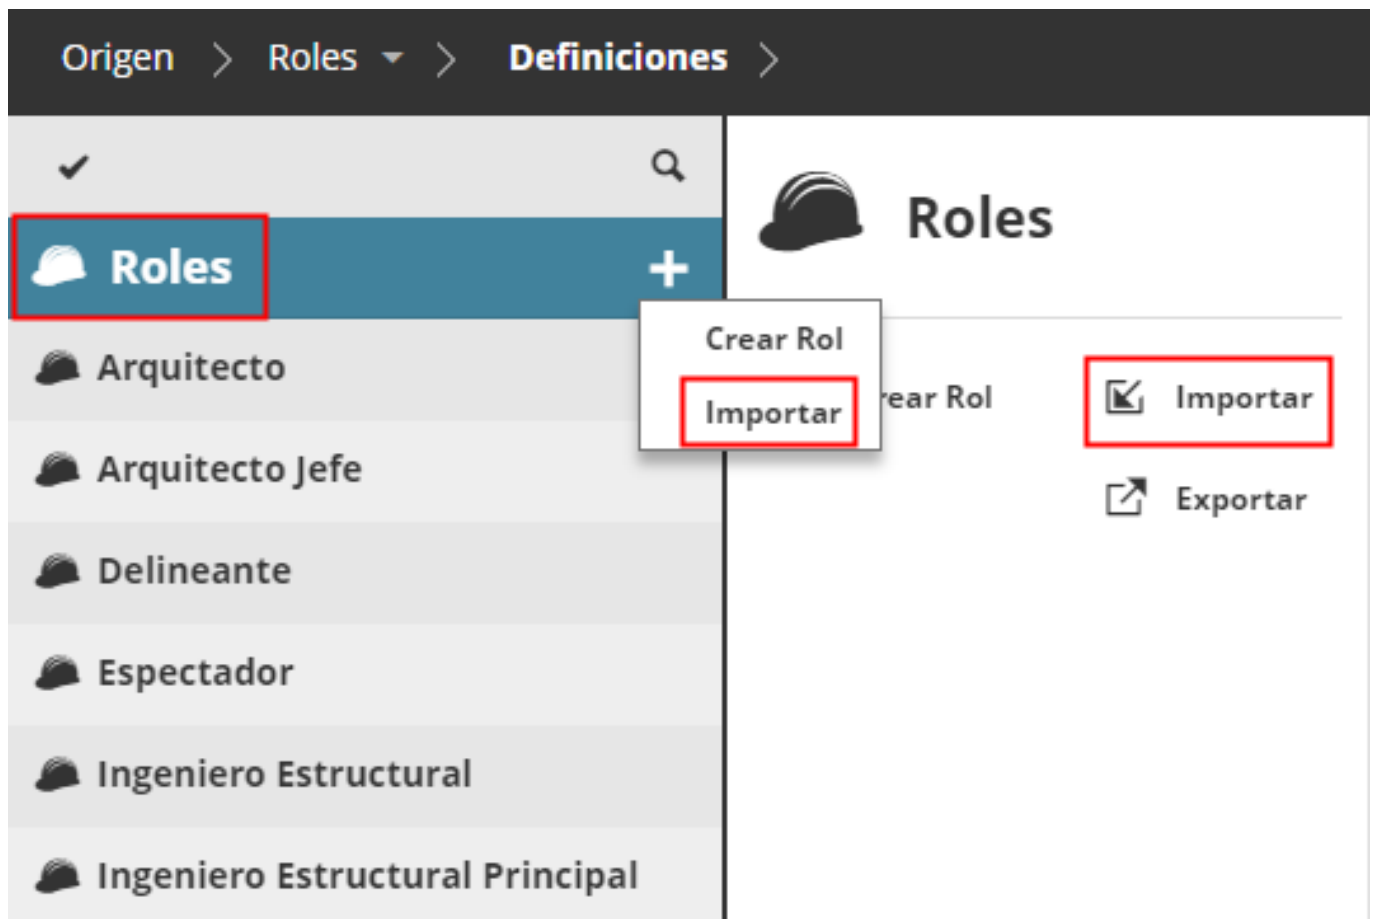 Origen Roles Definiciones
Roles
Roles
Crear Rol
Importar
rear Rol
Importar
Exportar
Arquitecto
Arquitecto Jefe
Delineante
Espectador
Ingeniero Estructural
Ingeniero Estructural Principal